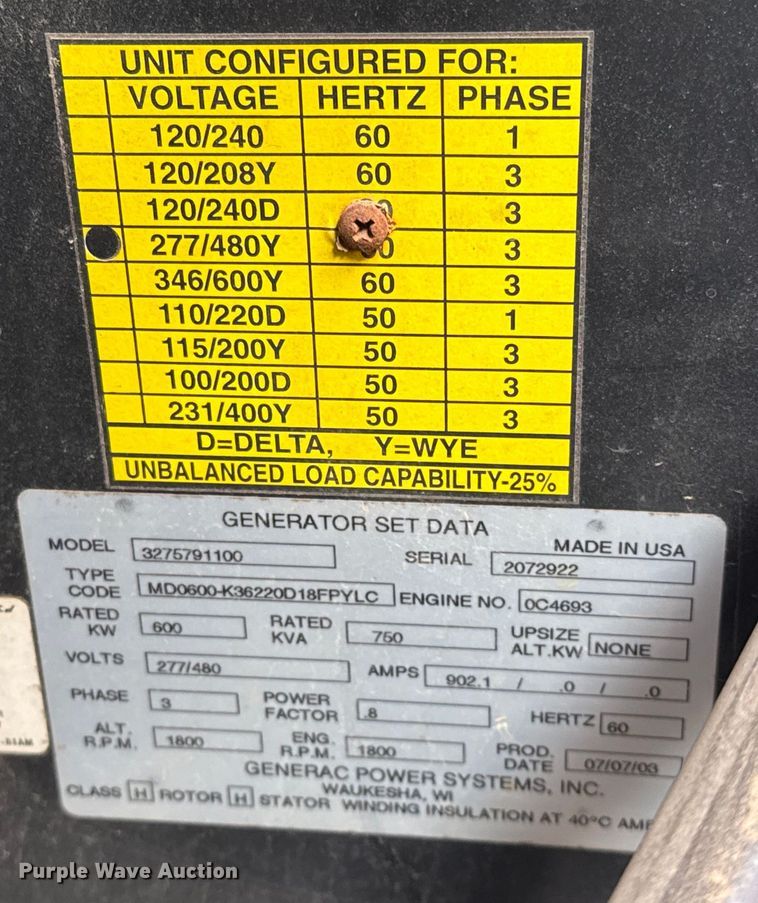 UNIT CONFIGURED FOR:
VOLTAGE HERTZ PHASE
120/240 60 1
120/208Y 60 3
120/240D 3
277/480Y 3
346/600Y 60 3
110/220D 50 1
115/200Y 50 3
100/200D 50 3
231/400Y 50 3
D=DELTA, Y=WYE
UNBALANCED LOAD CAPABILITY-25%
GENERATOR SET DATA
MADE IN USA
MODEL 3275791100 SERIAL 2072922
TYPE CODE MD0600-K36220D18FPYLC ENGINE NO. 0C4693
RATED KW 600 RATED KVA 750 UPSIZE ALT.KW NONE
VOLTS 277/480 AMPS 902.1 / .0 / .0
PHASE 3 POWER FACTOR .8 HERTZ 60
ALT. R.P.M. 1800 ENG. R.P.M. 1800 PROD. DATE 07/07/03
GENERAC POWER SYSTEMS, INC.
WAUKESHA, WI
CLASS H ROTOR H STATOR WINDING INSULATION AT 40°C
Purple Wave Auction